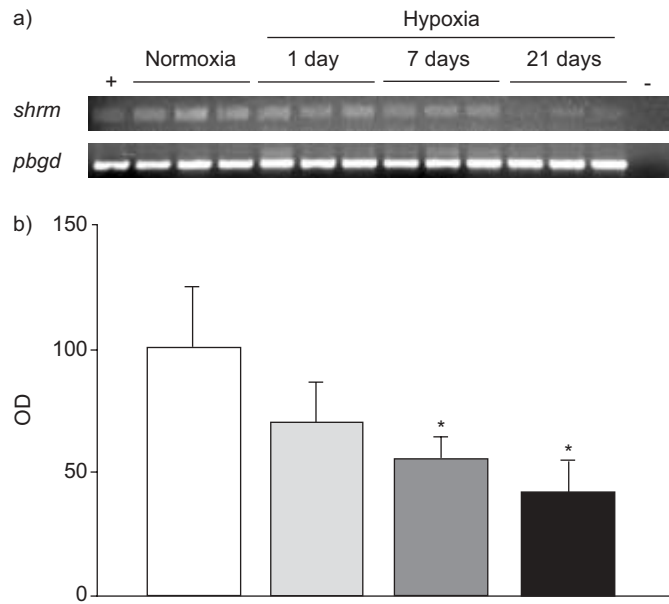 a)
Hypoxia
Normoxia 1 day 7 days 21 days
+ -
shrm
pbgd
b)
150
100
50
0
OD
*
*